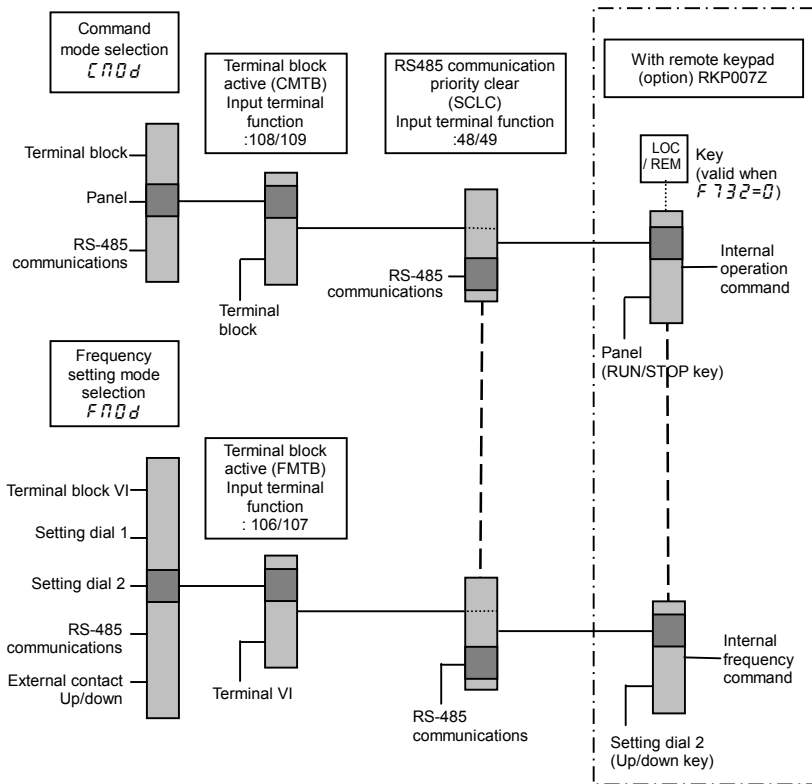 Command
mode selection
CMOd
Terminal block
active (CMTB)
Input terminal
function
:108/109
RS485 communication
priority clear
(SCLC)
Input terminal function
:48/49
With remote keypad
(option) RKP007Z
LOC
/ REM
Key
(valid when
F732=0)
Terminal block
Panel
RS-485
communications
Terminal
block
RS-485
communications
Internal
operation
command
Panel
(RUN/STOP key)
Frequency
setting mode
selection
FMOd
Terminal block
active (FMTB)
Input terminal
function
: 106/107
Terminal block VI
Setting dial 1
Setting dial 2
RS-485
communications
External contact
Up/down
Terminal VI
RS-485
communications
Internal
frequency
command
Setting dial 2
(Up/down key)